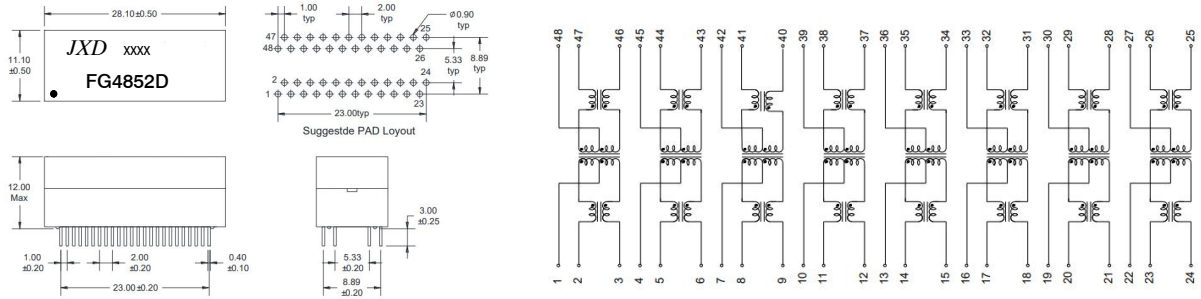 28.10±0.50
JXD xxxx
FG4852D
11.10
±0.50
1.00
typ
2.00
typ
Ø0.90
typ
47
48
25
26
5.33
typ
8.89
typ
2
1
24
23
23.00typ
Suggestde PAD Loyout
12.00
Max
1.00
±0.20
2.00
±0.20
0.40
±0.10
23.00±0.20
3.00
±0.25
5.33
±0.20
8.89
±0.20
48 47 46 45 44 43 42 41 40 39 38 37 36 35 34 33 32 31 30 29 28 27 26 25
1 2 3 4 5 6 7 8 9 10 11 12 13 14 15 16 17 18 19 20 21 22 23 24